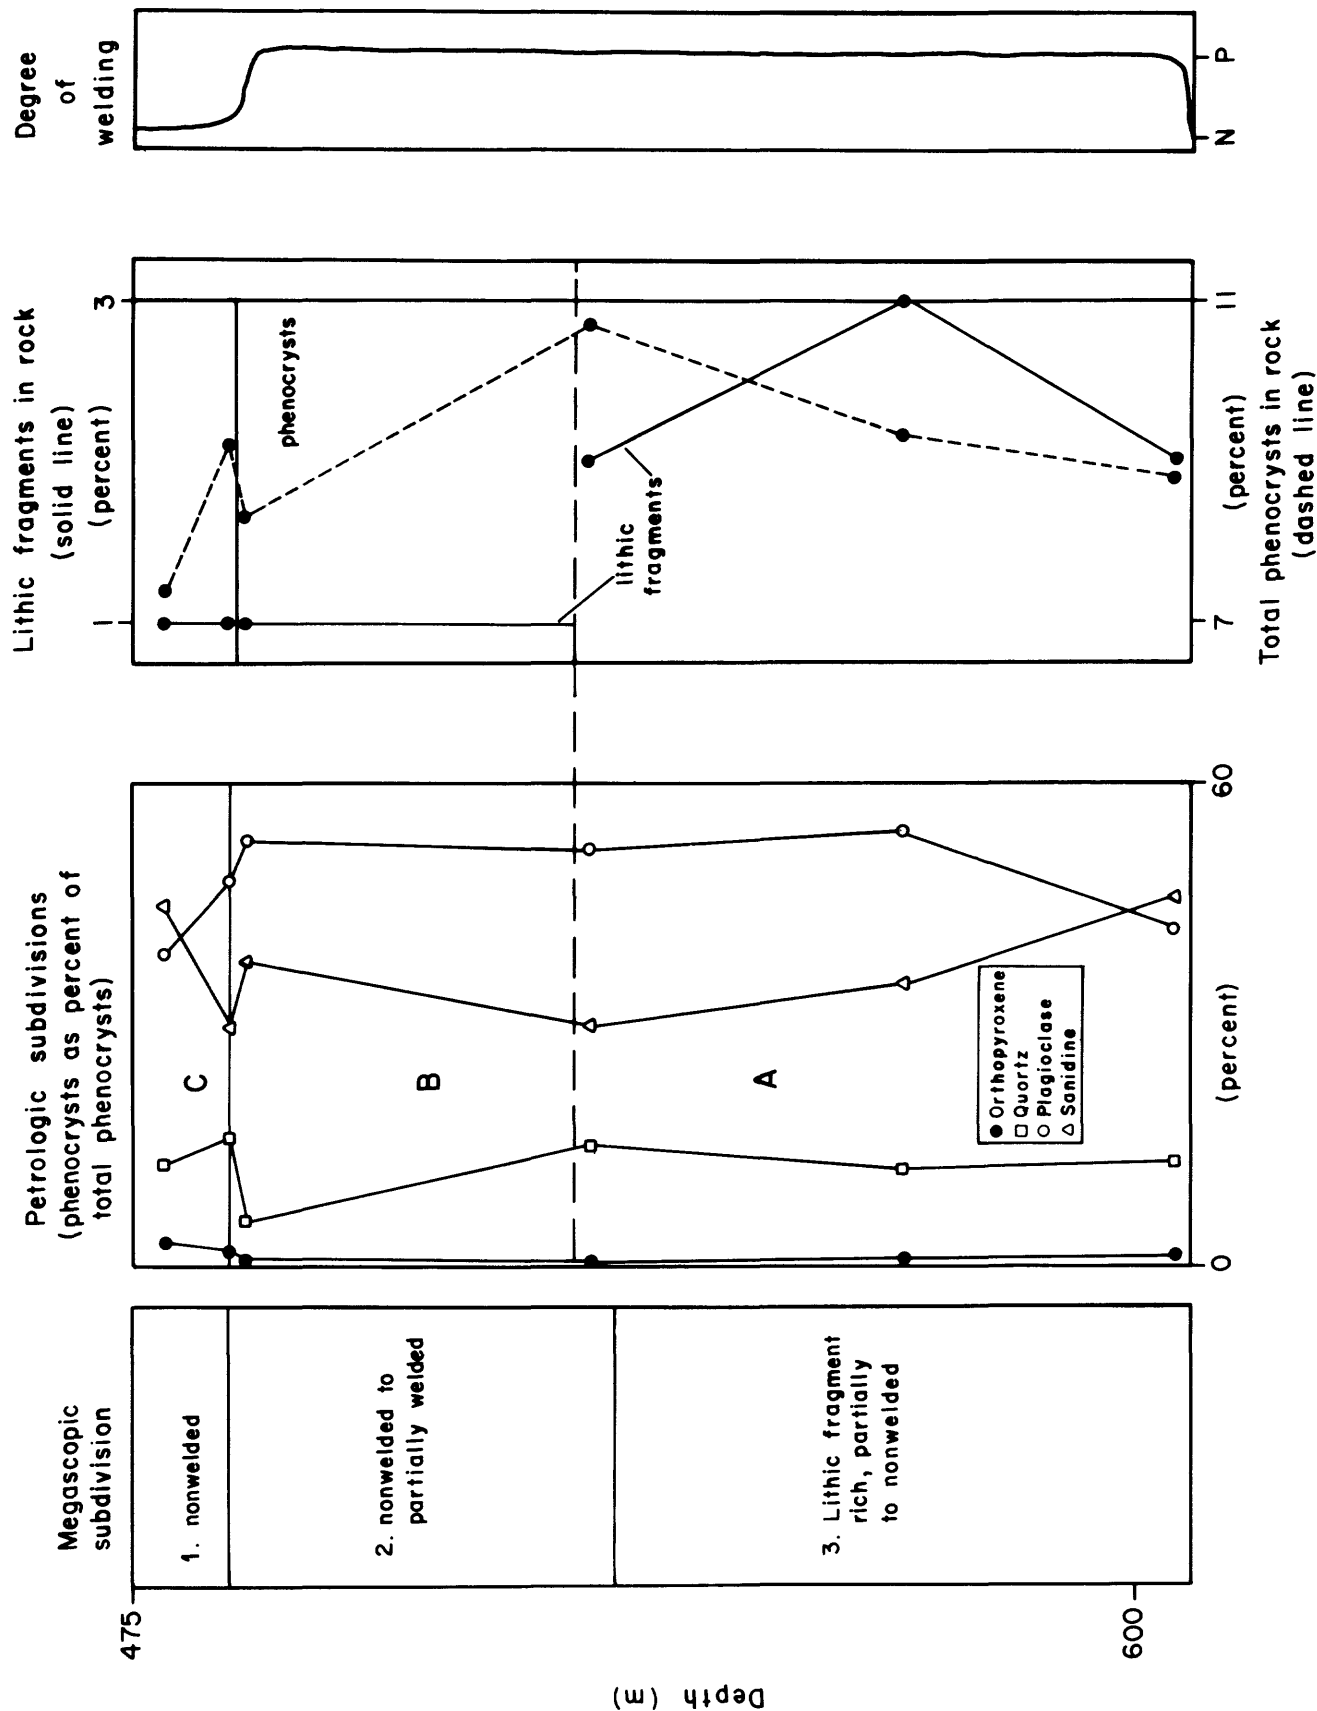 Megascopic
subdivision
1. nonwelded
2. nonwelded to
partially welded
3. Lithic fragment
rich, partially
to nonwelded
475
600
Depth (m)
Petrologic subdivisions
(phenocrysts as percent of
total phenocrysts)
C
B
A
Orthopyroxene
Quartz
Plagioclase
Sanidine
0
60
(percent)
Lithic fragments in rock
(solid line)
(percent)
1
3
phenocrysts
lithic
fragments
7
11
(percent)
Total phenocrysts in rock
(dashed line)
Degree
of
welding
N
P